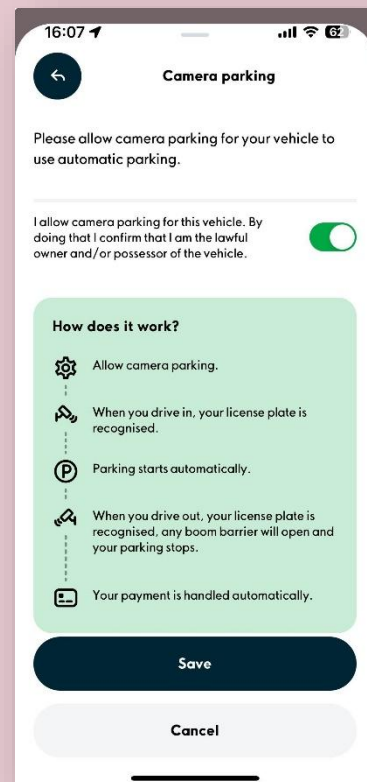 16:07
62
Camera parking
Please allow camera parking for your vehicle to
use automatic parking.
I allow camera parking for this vehicle. By
doing that I confirm that I am the lawful
owner and/or possessor of the vehicle.
How does it work?
Allow camera parking.
When you drive in, your license plate is
recognised.
P
Parking starts automatically.
When you drive out, your license plate is
recognised, any boom barrier will open and
your parking stops.
Your payment is handled automatically.
Save
Cancel